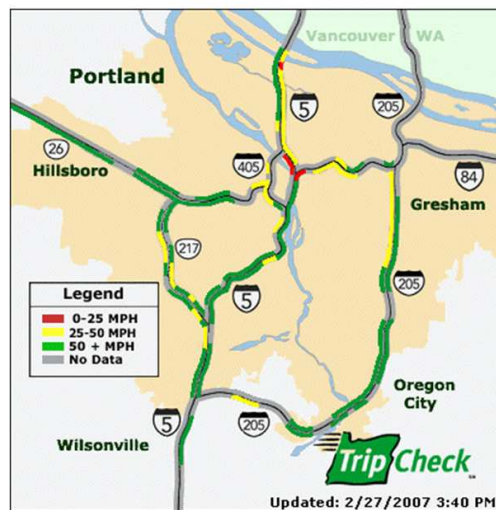 Vancouver WA
Portland
5
205
26
Hillsboro
405
84
Gresham
217
Legend
0-25 MPH
25-50 MPH
50 + MPH
No Data
5
205
Oregon
City
5
205
Wilsonville
TripCheck
Updated: 2/27/2007 3:40 PM